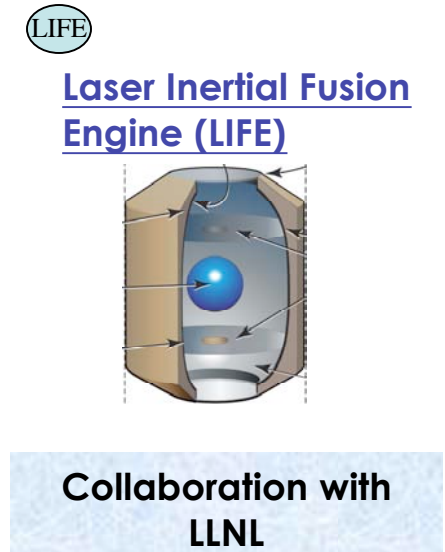 LIFE
Laser Inertial Fusion
Engine (LIFE)
Collaboration with
LLNL